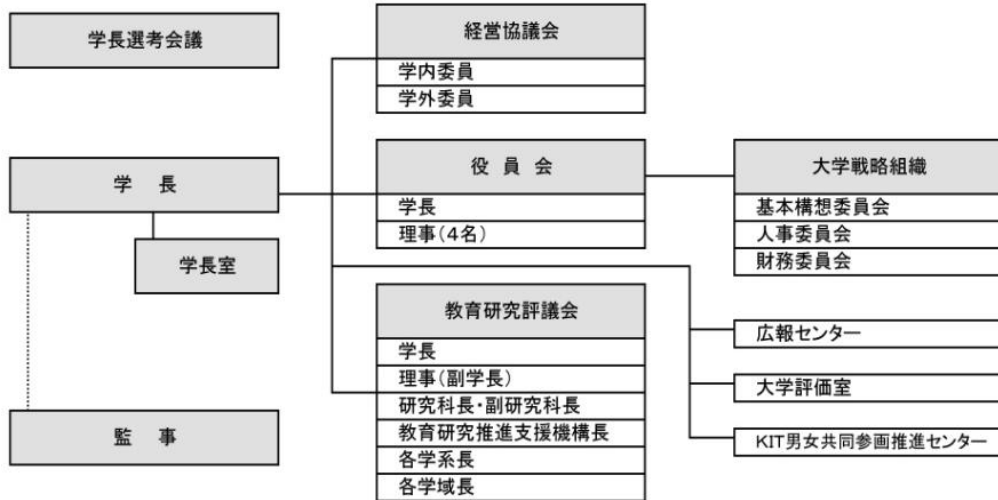 学長選考会議
学　長
学長室
監　事
経営協議会
学内委員
学外委員
役　員　会
学長
理事(4名)
教育研究評議会
学長
理事(副学長)
研究科長・副研究科長
教育研究推進支援機構長
各学系長
各学域長
大学戦略組織
基本構想委員会
人事委員会
財務委員会
広報センター
大学評価室
KIT男女共同参画推進センター